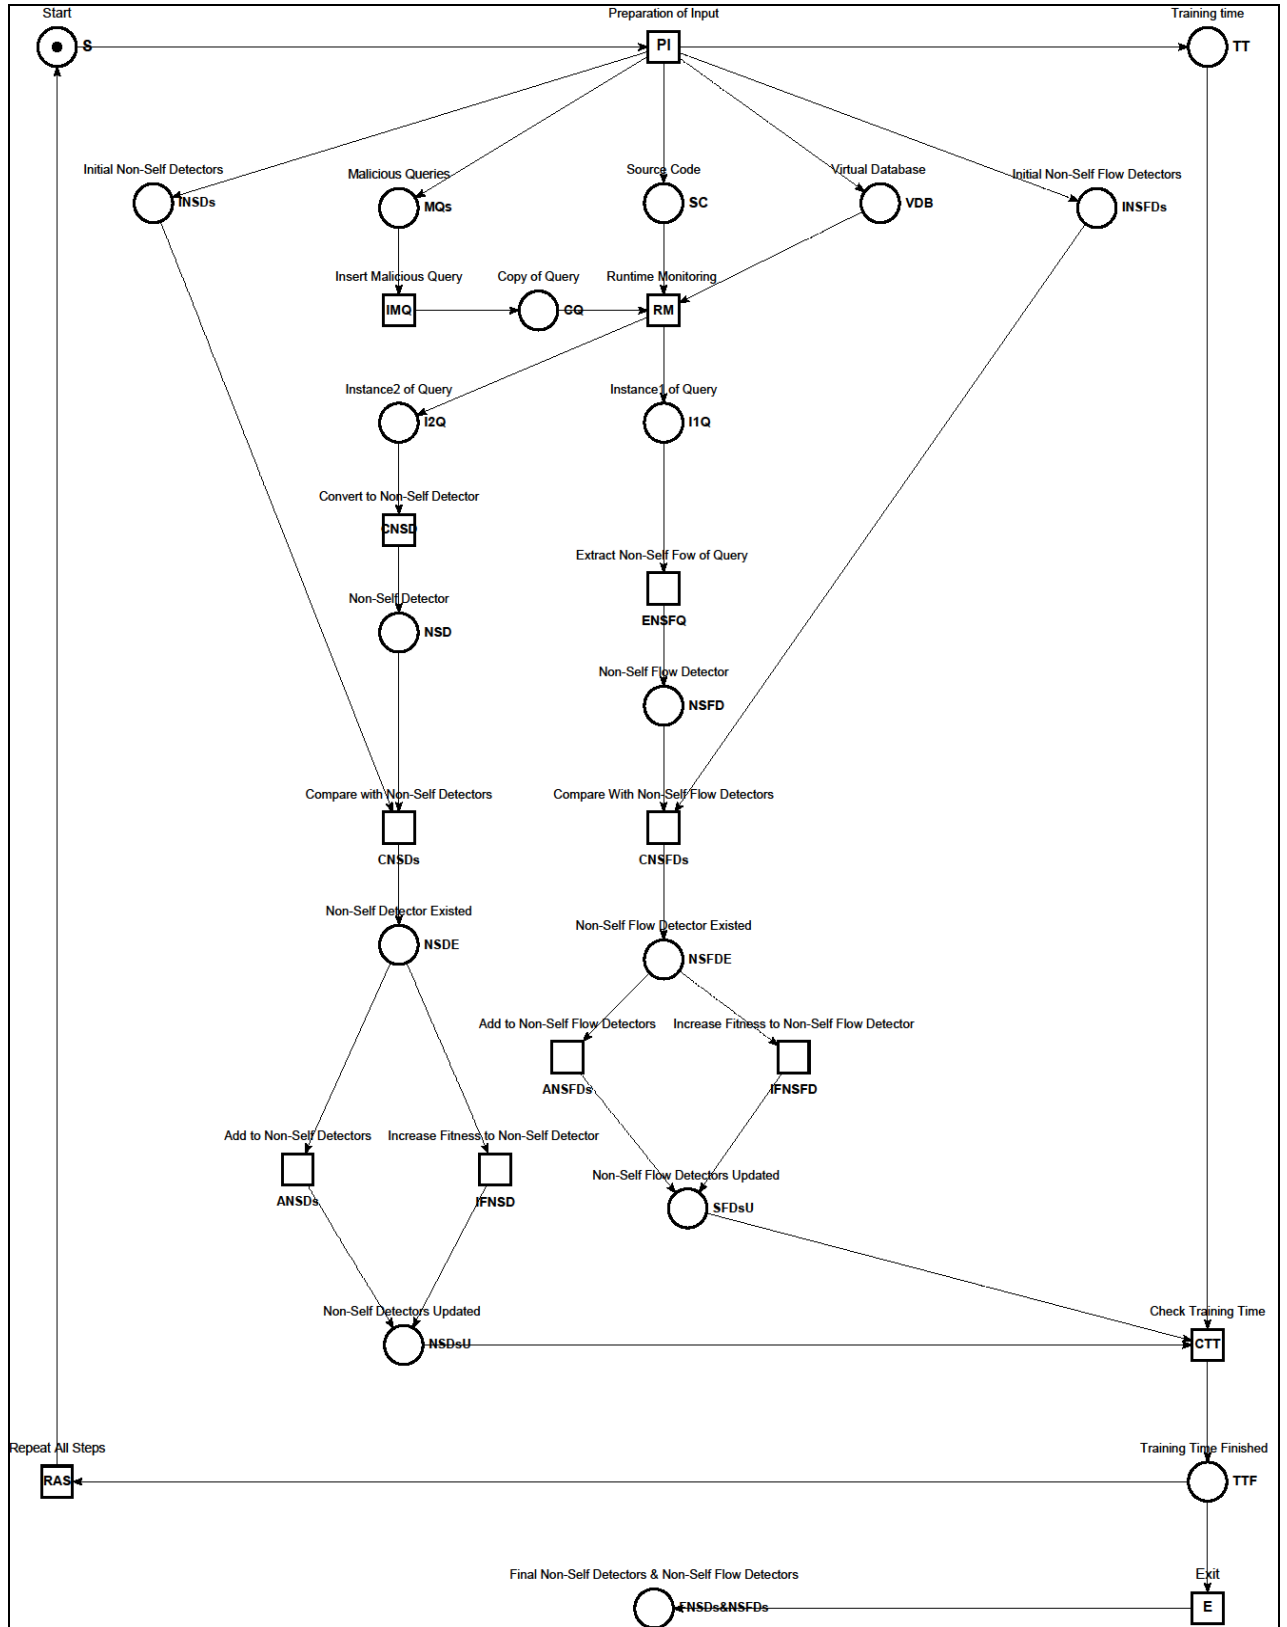 Start
Preparation of Input
Training time
S
PI
TT
Initial Non-Self Detectors
Malicious Queries
Source Code
Virtual Database
Initial Non-Self Flow Detectors
INSDs
MQs
SC
VDB
INSFDs
Insert Malicious Query
Copy of Query
Runtime Monitoring
IMQ
CQ
RM
Instance2 of Query
Instance1 of Query
I2Q
I1Q
Convert to Non-Self Detector
CNSD
Extract Non-Self Fow of Query
ENSFQ
Non-Self Detector
NSD
Non-Self Flow Detector
NSFD
Compare with Non-Self Detectors
Compare With Non-Self Flow Detectors
CNSDs
CNSFDs
Non-Self Detector Existed
Non-Self Flow Detector Existed
NSDE
NSFDE
Add to Non-Self Flow Detectors
Increase Fitness to Non-Self Flow Detector
ANSFDs
IFNSFD
Add to Non-Self Detectors
Increase Fitness to Non-Self Detector
ANSDs
IFNSD
Non-Self Flow Detectors Updated
SFDsU
Non-Self Detectors Updated
Check Training Time
NSDsU
CTT
Repeat All Steps
Training Time Finished
RAS
TTF
Final Non-Self Detectors & Non-Self Flow Detectors
Exit
FNSDs&NSFDs
E